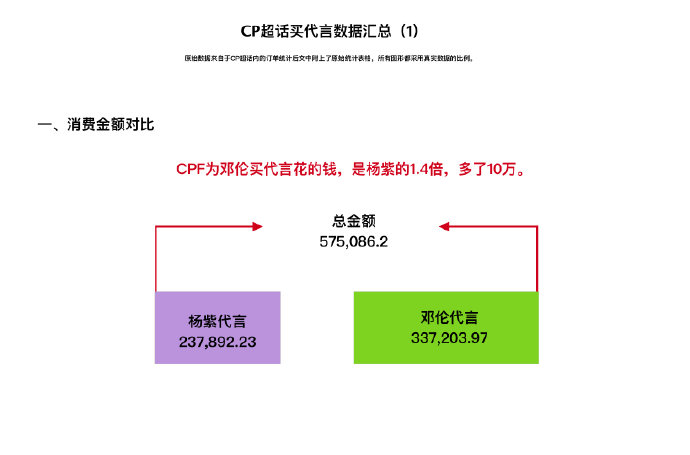 CP超话买代言数据汇总（1）
原始数据来自于CP超话内的订单统计后文中附上了原始统计表格，所有图形都采用真实数据的比例。
一、消费金额对比
CPF为邓伦买代言花的钱，是杨紫的1.4倍，多了10万。
总金额
575,086.2
杨紫代言
237,892.23
邓伦代言
337,203.97